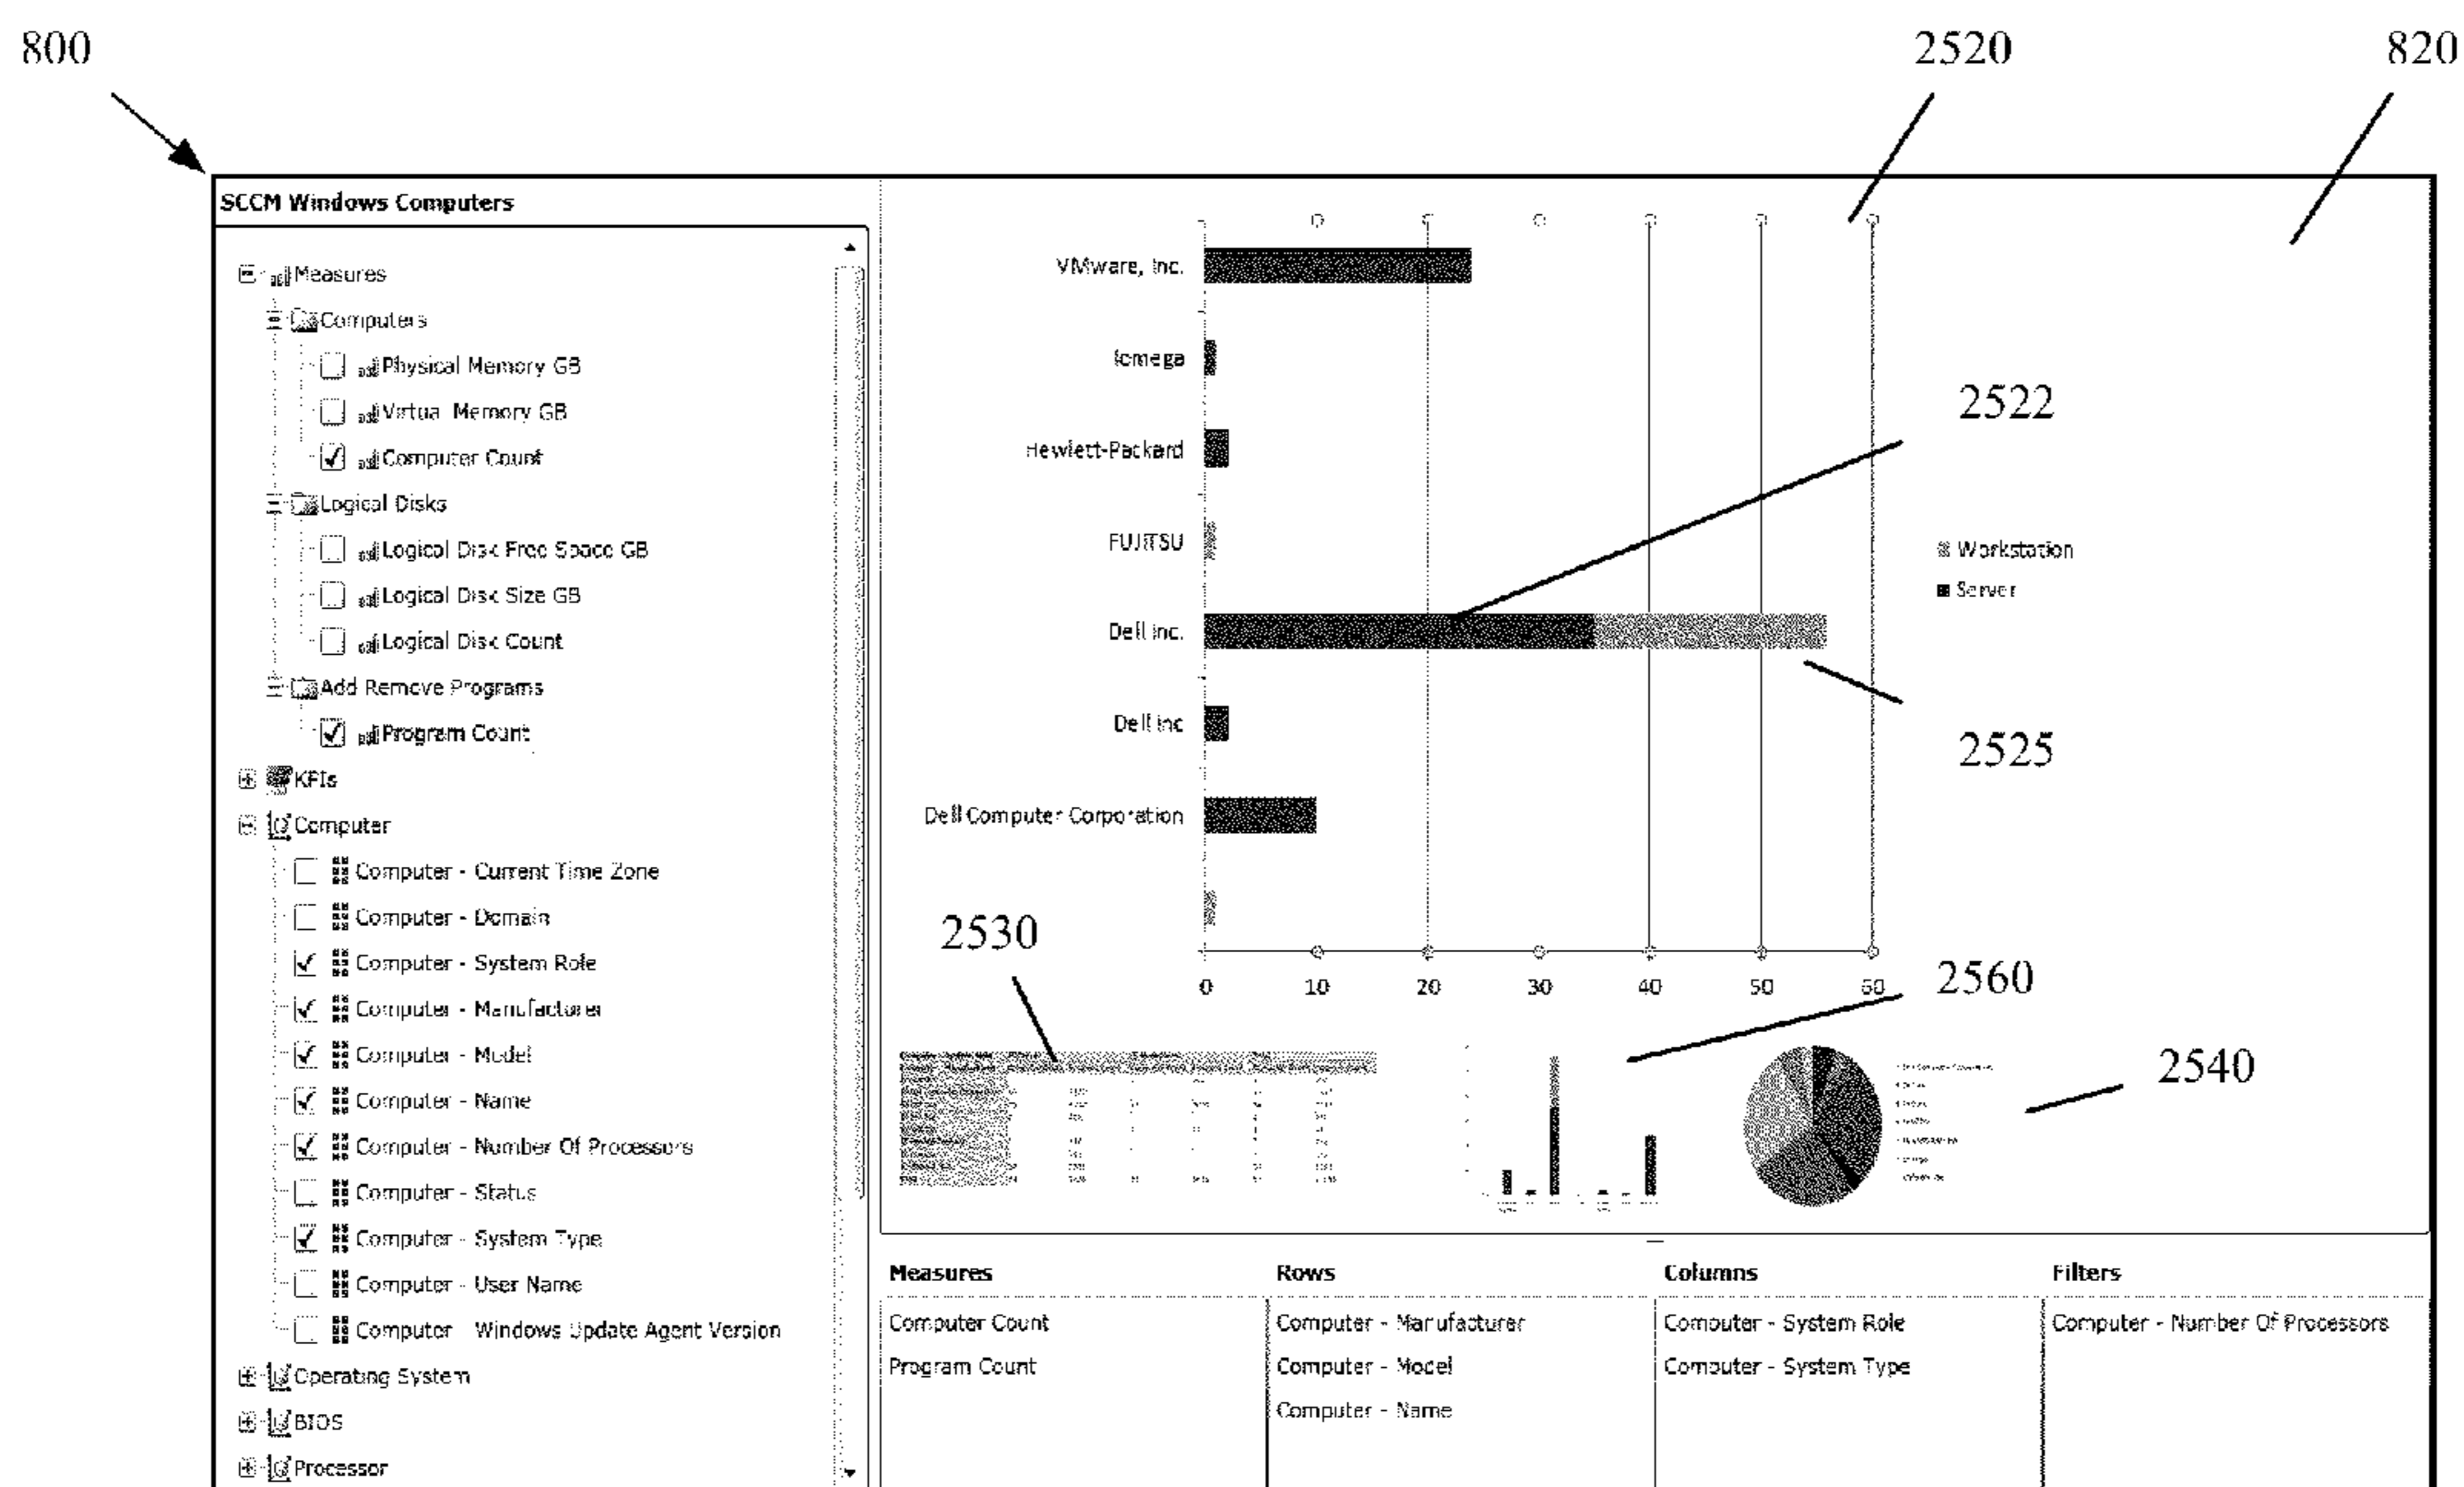 800
2520
820
SCCM Windows Computers
Measures
Computers
Physical Memory GB
Virtual Memory GB
Computer Count
Logical Disks
Logical Disk Free Space GB
Logical Disk Size GB
Logical Disk Count
Add Remove Programs
Program Count
KPIs
Computer
Computer - Current Time Zone
Computer - Domain
Computer - System Role
Computer - Manufacturer
Computer - Model
Computer - Name
Computer - Number Of Processors
Computer - Status
Computer - System Type
Computer - User Name
Computer - Windows Update Agent Version
Operating System
BIOS
Processor
VMware, Inc.
Iomega
Hewlett-Packard
FUJITSU
Dell Inc.
Dell Inc
Dell Computer Corporation
0 10 20 30 40 50 60
2522
Workstation
Server
2525
2530
2560
2540
Measures Rows Columns Filters
Computer Count Computer - Manufacturer Computer - System Role Computer - Number Of Processors
Program Count Computer - Model Computer - System Type
Computer - Name